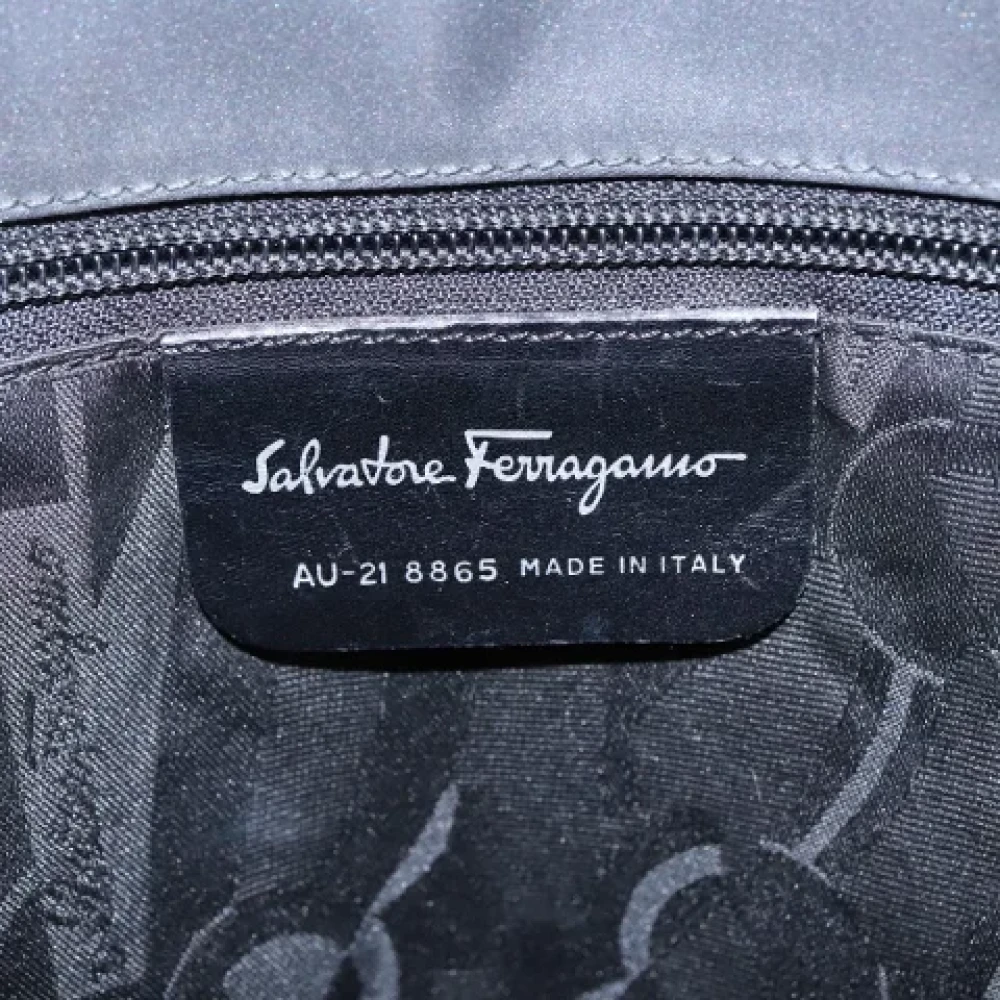 Salvatore Ferragamo
AU-21 8865 MADE IN ITALY